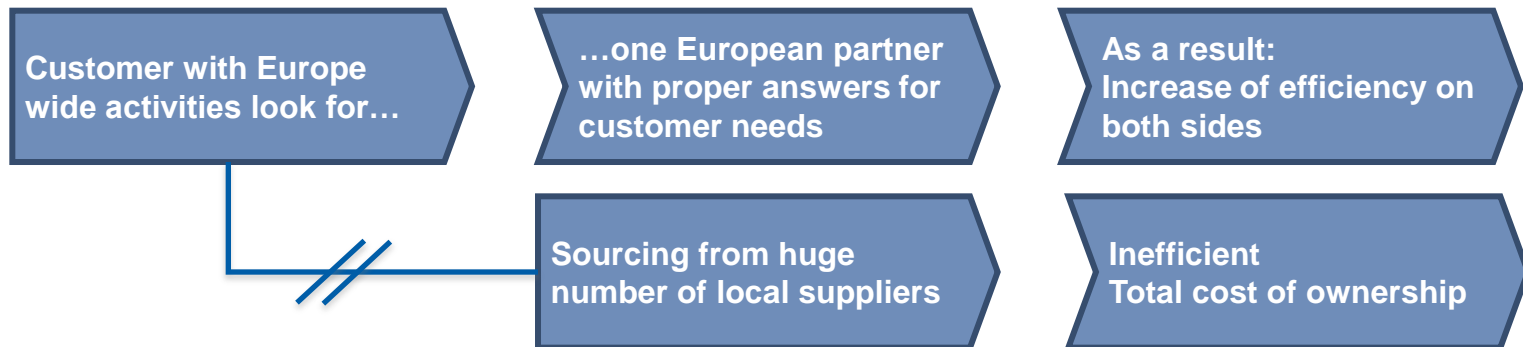 Customer with Europe
wide activities look for…
…one European partner
with proper answers for
customer needs
As a result:
Increase of efficiency on
both sides
Sourcing from huge
number of local suppliers
Inefficient
Total cost of ownership